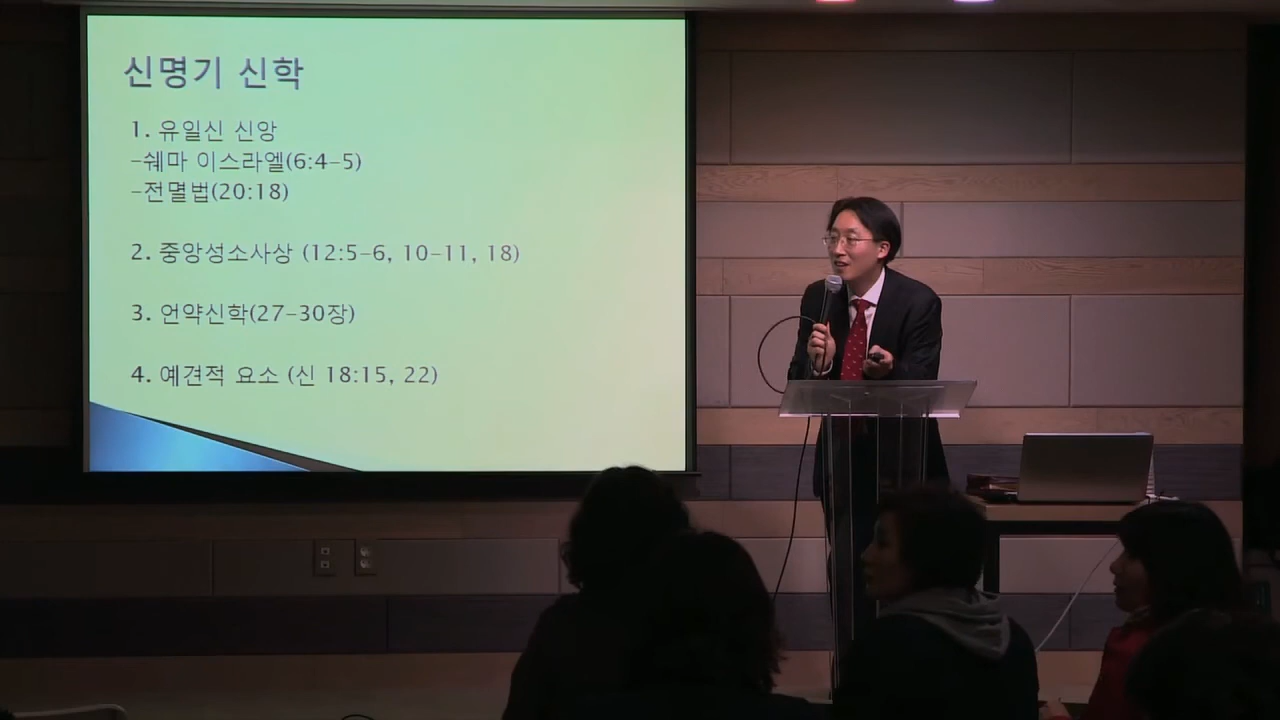 신명기 신학
1. 유일신 신앙
-쉐마 이스라엘(6:4-5)
-전멸법(20:18)
2. 중앙성소사상 (12:5-6, 10-11, 18)
3. 언약신학(27-30장)
4. 예견적 요소 (신 18:15, 22)